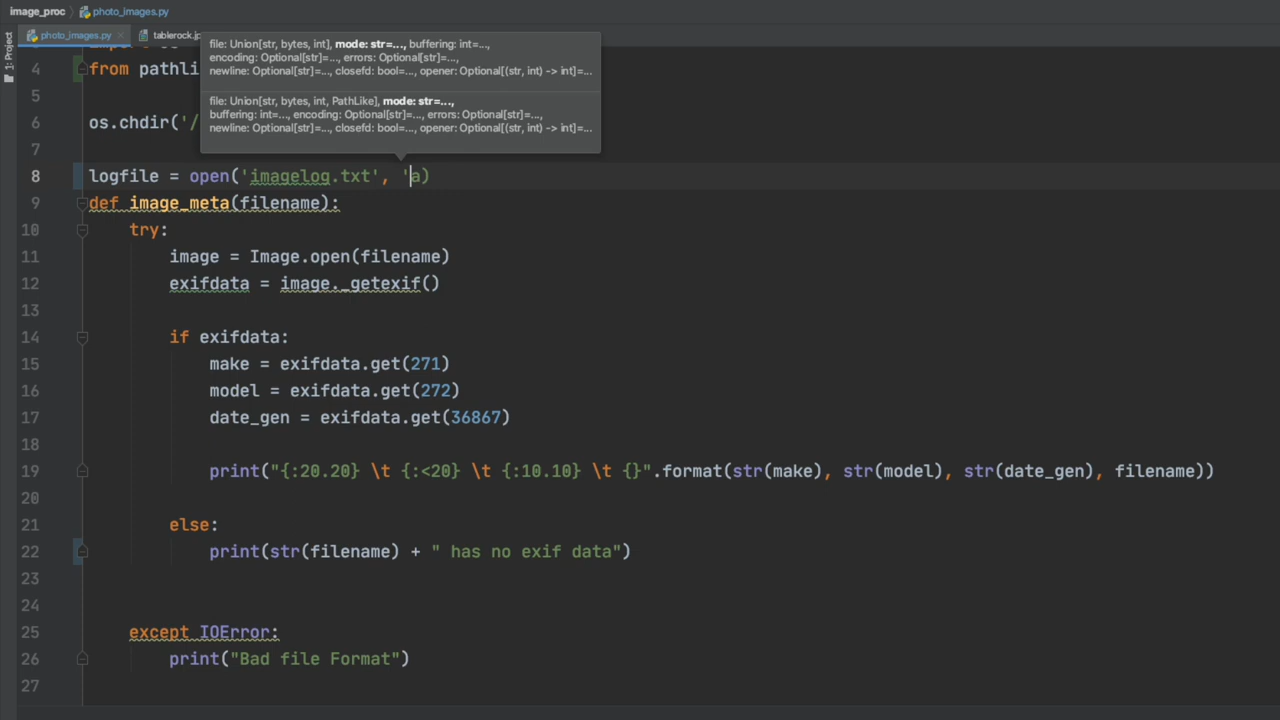 image_proc photo_images.py
1: Project
photo_images.py tablerock.j
file: Union[str, bytes, int], mode: str=..., buffering: int=...,
encoding: Optional[str]=..., errors: Optional[str]=...,
newline: Optional[str]=..., closefd: bool=..., opener: Optional[(str, int) -> int]=...
file: Union[str, bytes, int, PathLike], mode: str=...,
buffering: int=..., encoding: Optional[str]=..., errors: Optional[str]=...,
newline: Optional[str]=..., closefd: bool=..., opener: Optional[(str, int) -> int]=...
4 from pathli
5
6 os.chdir('/
7
8 logfile = open('imagelog.txt', 'a)
9 def image_meta(filename):
10 try:
11 image = Image.open(filename)
12 exifdata = image._getexif()
13
14 if exifdata:
15 make = exifdata.get(271)
16 model = exifdata.get(272)
17 date_gen = exifdata.get(36867)
18
19 print("{:20.20} \t {:<20} \t {:10.10} \t {}".format(str(make), str(model), str(date_gen), filename))
20
21 else:
22 print(str(filename) + " has no exif data")
23
24
25 except IOError:
26 print("Bad file Format")
27